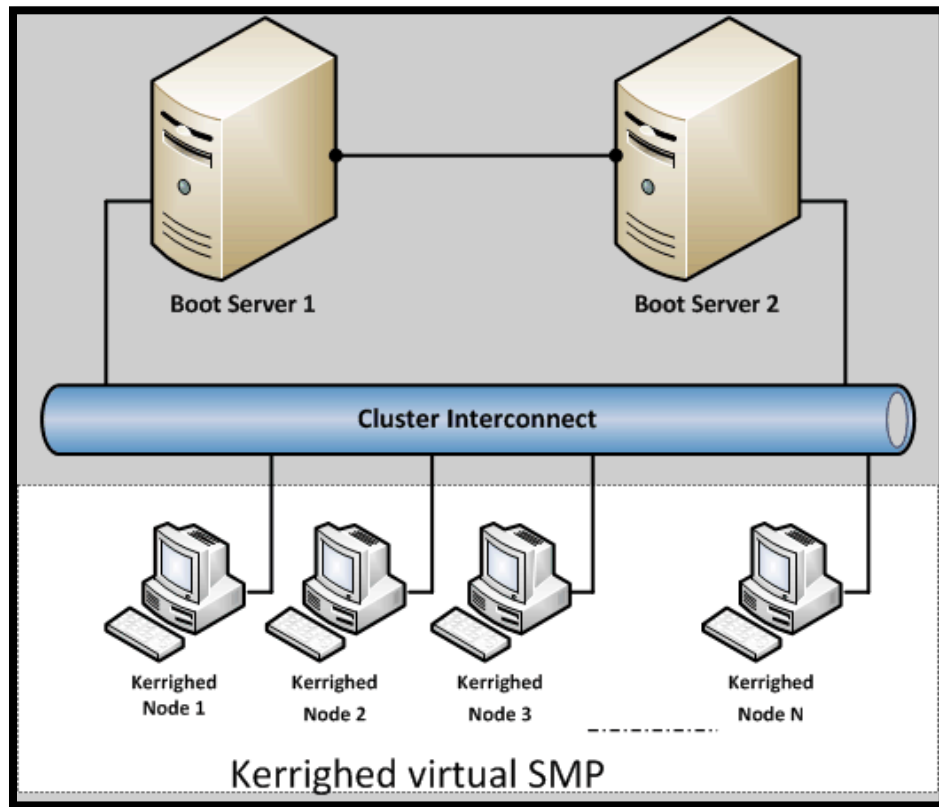 Boot Server 1
Boot Server 2
Cluster Interconnect
Kerrighed
Node 1
Kerrighed
Node 2
Kerrighed
Node 3
Kerrighed
Node N
Kerrighed virtual SMP